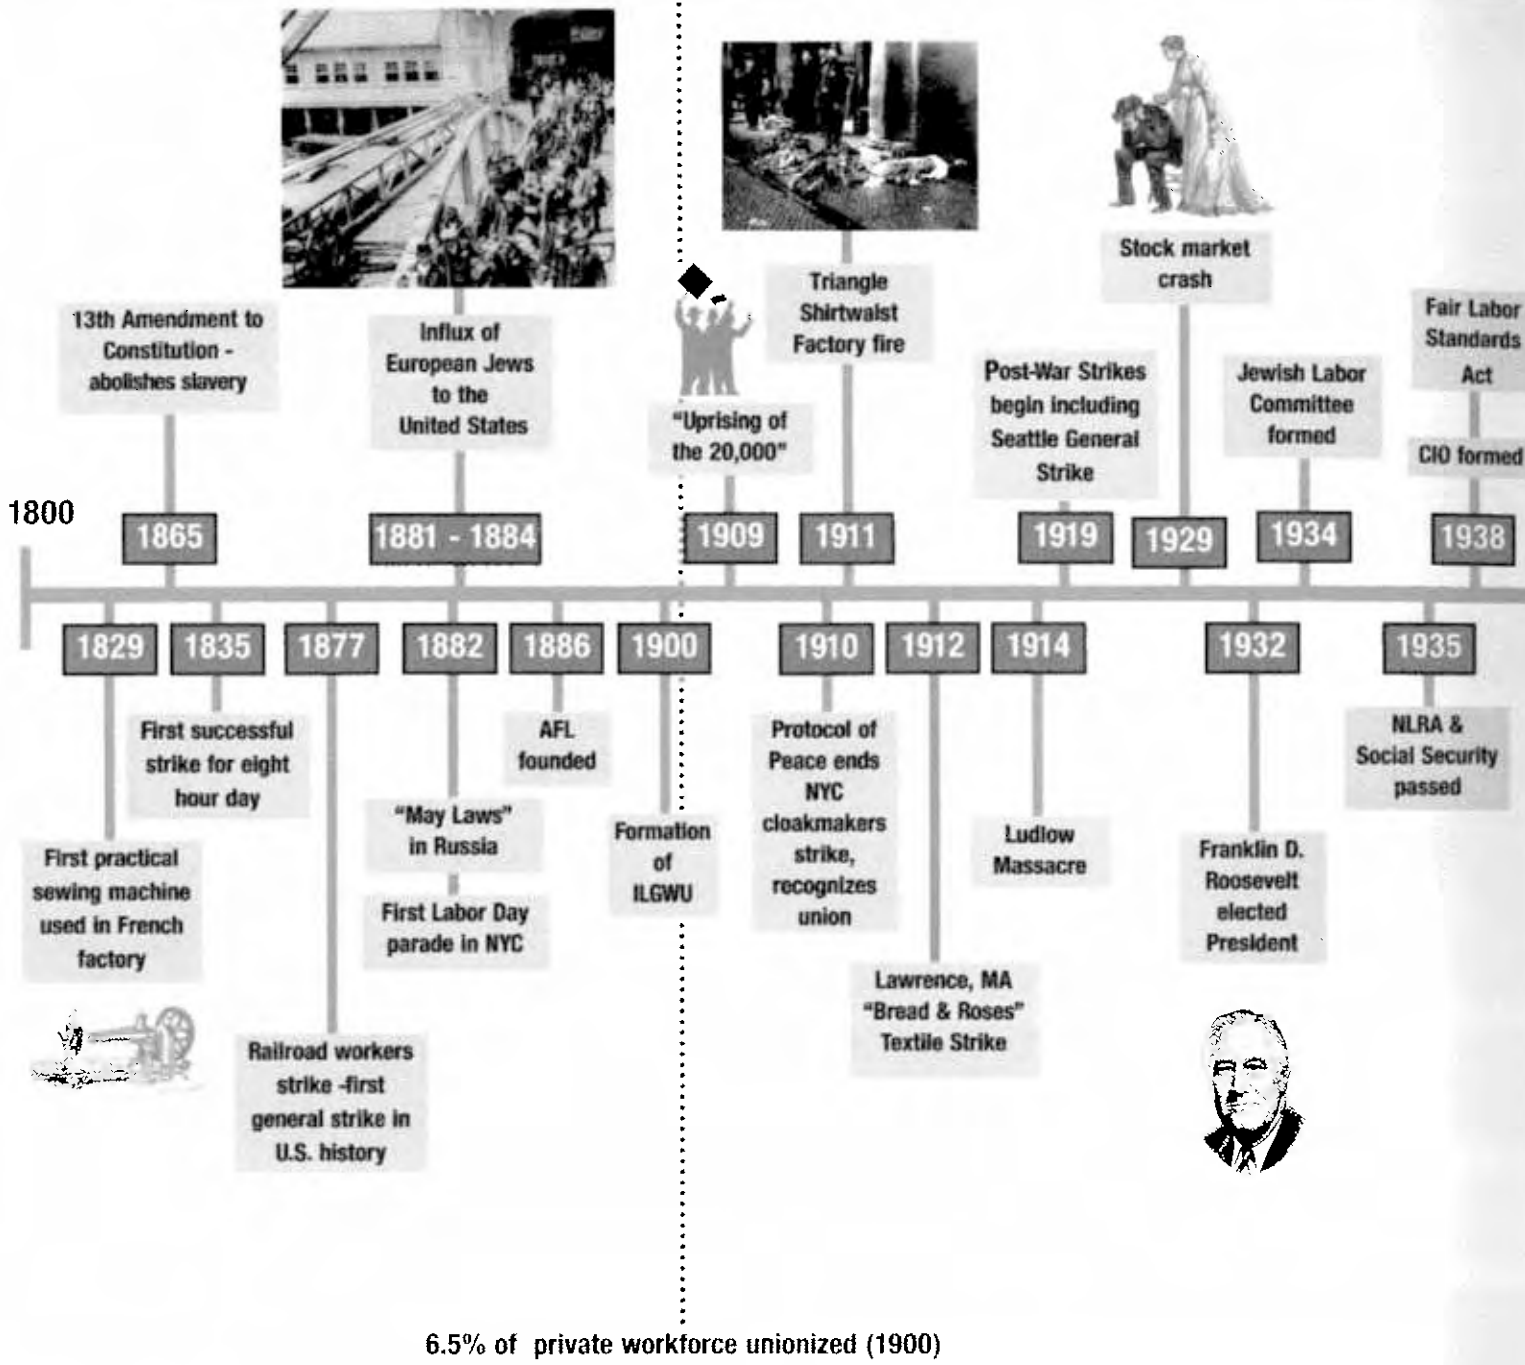 13th Amendment to
Constitution -
abolishes slavery
Influx of
European Jews
to the
United States
"Uprising of
the 20,000"
Triangle
Shirtwaist
Factory fire
Post-War Strikes
begin including
Seattle General
Strike
Stock market
crash
Jewish Labor
Committee
formed
Fair Labor
Standards
Act
CIO formed
1800
1865
1881 - 1884
1909
1911
1919
1929
1934
1938
1829
1835
1877
1882
1886
1900
1910
1912
1914
1932
1935
First practical
sewing machine
used in French
factory
First successful
strike for eight
hour day
Railroad workers
strike -first
general strike in
U.S. history
"May Laws"
in Russia
First Labor Day
parade in NYC
AFL
founded
Formation
of
ILGWU
Protocol of
Peace ends
NYC
cloakmakers
strike,
recognizes
union
Lawrence, MA
"Bread & Roses"
Textile Strike
Ludlow
Massacre
Franklin D.
Roosevelt
elected
President
NLRA &
Social Security
passed
6.5% of private workforce unionized (1900)